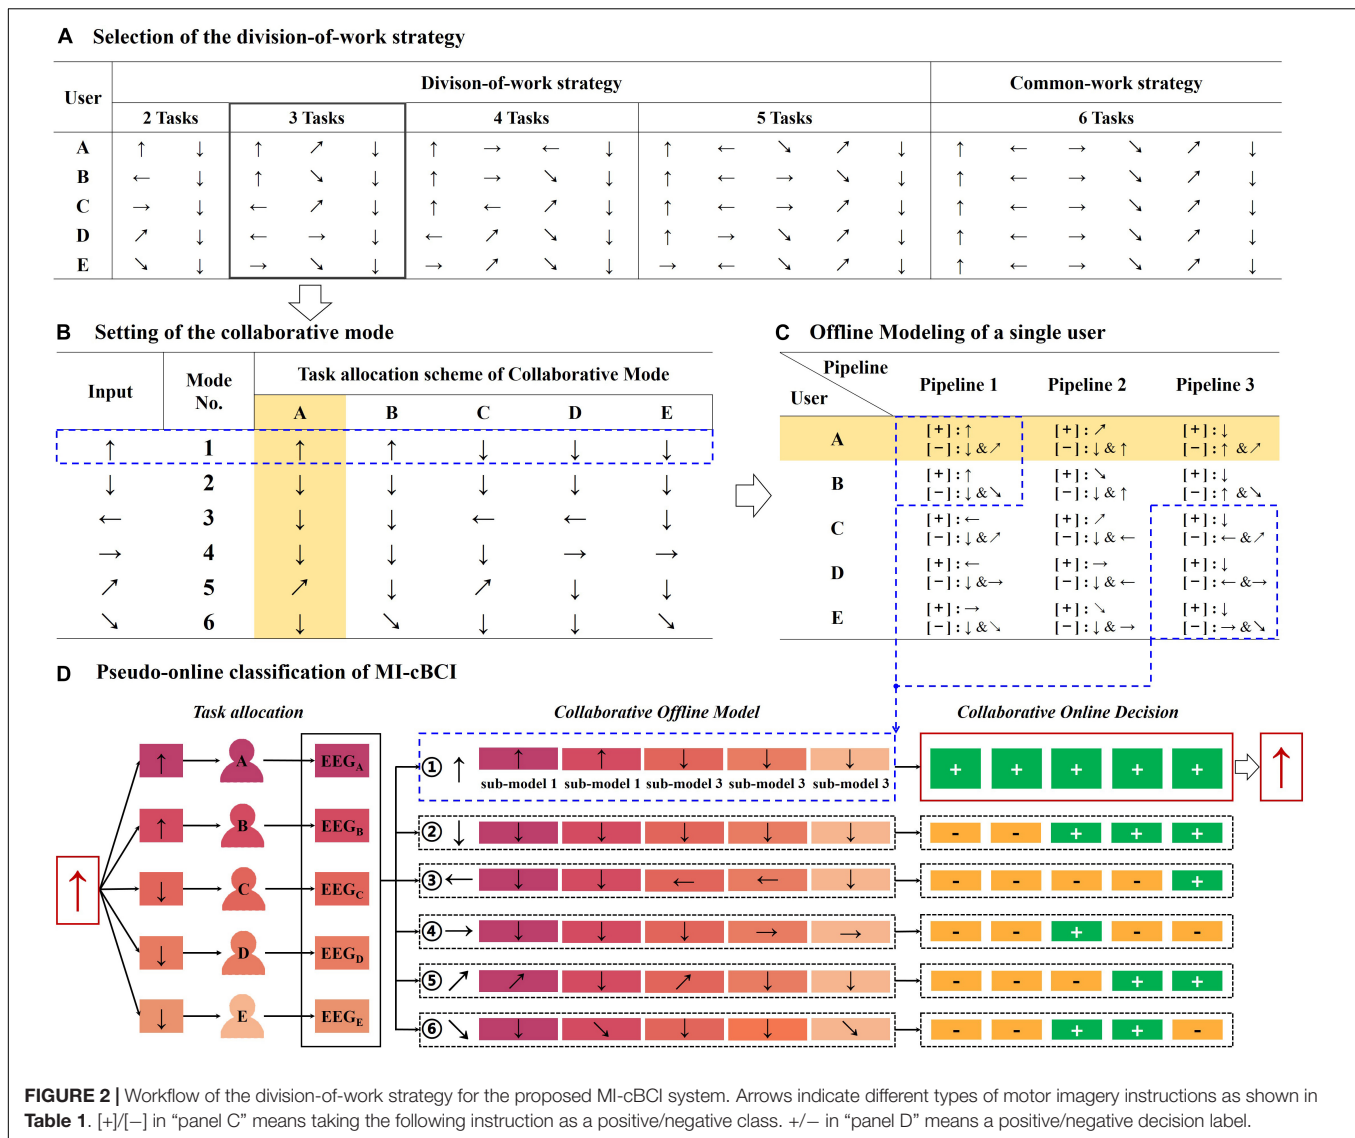 A Selection of the division-of-work strategy
User Divison-of-work strategy Common-work strategy
2 Tasks 3 Tasks 4 Tasks 5 Tasks 6 Tasks
A ↑ ↓ ↑ ↗ ↓ ↑ → ← ↓ ↑ ← ↘ ↗ ↓ ↑ ← → ↘ ↗ ↓
B ← ↓ ↑ ↘ ↓ ↑ → ↘ ↓ ↑ ← → ↘ ↓ ↑ ← → ↘ ↗ ↓
C → ↓ ← ↗ ↓ ↑ ← ↗ ↓ ↑ ← → ↗ ↓ ↑ ← → ↘ ↗ ↓
D ↗ ↓ ← → ↓ ← ↗ ↘ ↓ ↑ → ↘ ↗ ↓ ↑ ← → ↘ ↗ ↓
E ↘ ↓ → ↘ ↓ → ↗ ↘ ↓ → ← ↘ ↗ ↓ ↑ ← → ↘ ↗ ↓
B Setting of the collaborative mode
Input Mode No. Task allocation scheme of Collaborative Mode
A B C D E
↑ 1 ↑ ↑ ↓ ↓ ↓
↓ 2 ↓ ↓ ↓ ↓ ↓
← 3 ↓ ↓ ← ← ↓
→ 4 ↓ ↓ ↓ → →
↗ 5 ↗ ↓ ↗ ↓ ↓
↘ 6 ↓ ↘ ↓ ↓ ↘
C Offline Modeling of a single user
Pipeline
User Pipeline 1 Pipeline 2 Pipeline 3
A [+]:↑ [+]:↗ [+]:↓
[−]:↓&↗ [−]:↓&↑ [−]:↑&↗
B [+]:↑ [+]:↘ [+]:↓
[−]:↓&↘ [−]:↓&↑ [−]:↑&↘
C [+]:← [+]:↗ [+]:↓
[−]:↓&↗ [−]:↓&← [−]:←&↗
D [+]:← [+]:→ [+]:↓
[−]:↓&→ [−]:↓&← [−]:←&→
E [+]:→ [+]:↘ [+]:↓
[−]:↓&↘ [−]:↓&→ [−]:→&↘
D Pseudo-online classification of MI-cBCI
Task allocation Collaborative Offline Model Collaborative Online Decision
↑
↑ A EEG_A
↑ B EEG_B
↓ C EEG_C
↓ D EEG_D
↓ E EEG_E
① ↑ ↑ ↑ ↓ ↓ ↓ + + + + + ↑
sub-model 1 sub-model 1 sub-model 3 sub-model 3 sub-model 3
② ↓ ↓ ↓ ↓ ↓ ↓ - - + + +
③ ← ↓ ↓ ← ← ↓ - - - - +
④ → ↓ ↓ ↓ → → - - + - -
⑤ ↗ ↗ ↓ ↗ ↓ ↓ - - - + +
⑥ ↘ ↓ ↘ ↓ ↓ ↘ - - + + -
FIGURE 2 | Workflow of the division-of-work strategy for the proposed MI-cBCI system. Arrows indicate different types of motor imagery instructions as shown in
Table 1. [+]/[−] in “panel C” means taking the following instruction as a positive/negative class. +/− in “panel D” means a positive/negative decision label.